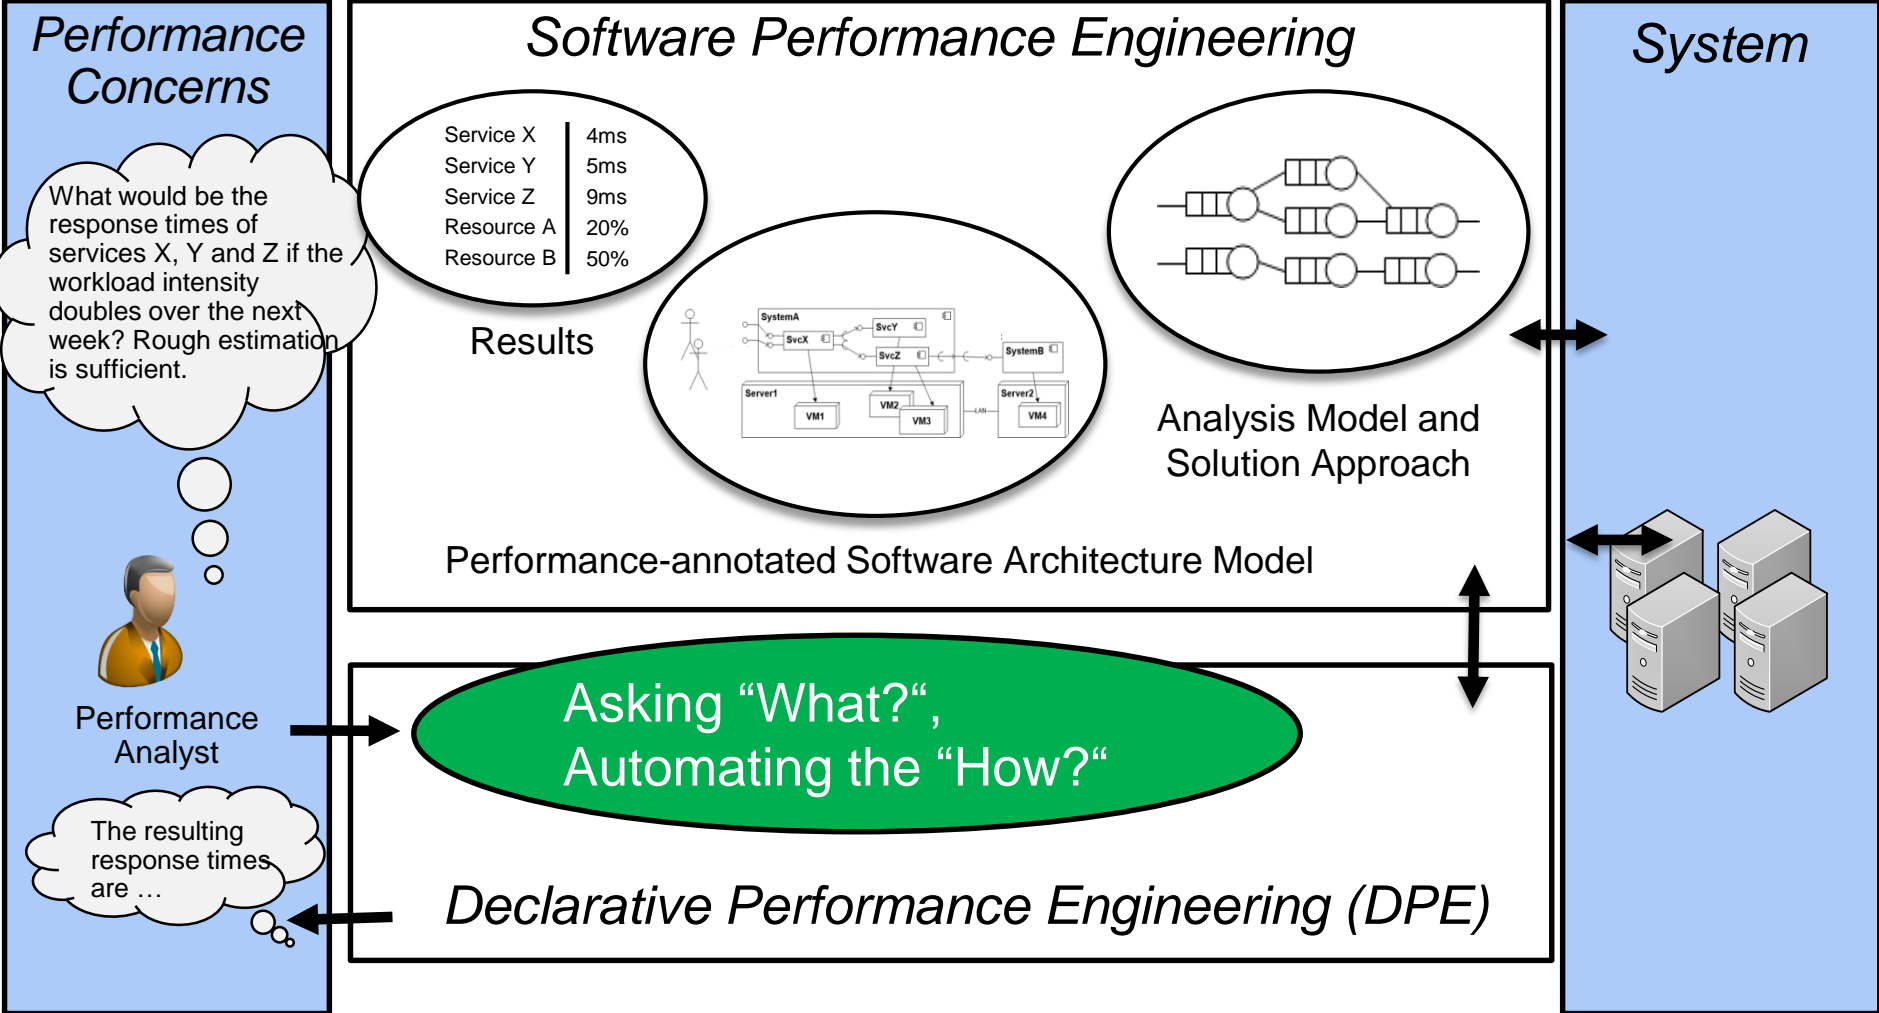 Performance
Concerns
Software Performance Engineering
System
Service X 4ms
Service Y 5ms
Service Z 9ms
Resource A 20%
Resource B 50%
Results
What would be the
response times of
services X, Y and Z if the
workload intensity
doubles over the next
week? Rough estimation
is sufficient.
SystemA
SvcX
SvcY
SvcZ
SystemB
Server1
VM1
VM2
VM3
LAN
Server2
VM4
Analysis Model and
Solution Approach
Performance-annotated Software Architecture Model
Performance
Analyst
Asking “What?“,
Automating the “How?“
The resulting
response times
are …
Declarative Performance Engineering (DPE)